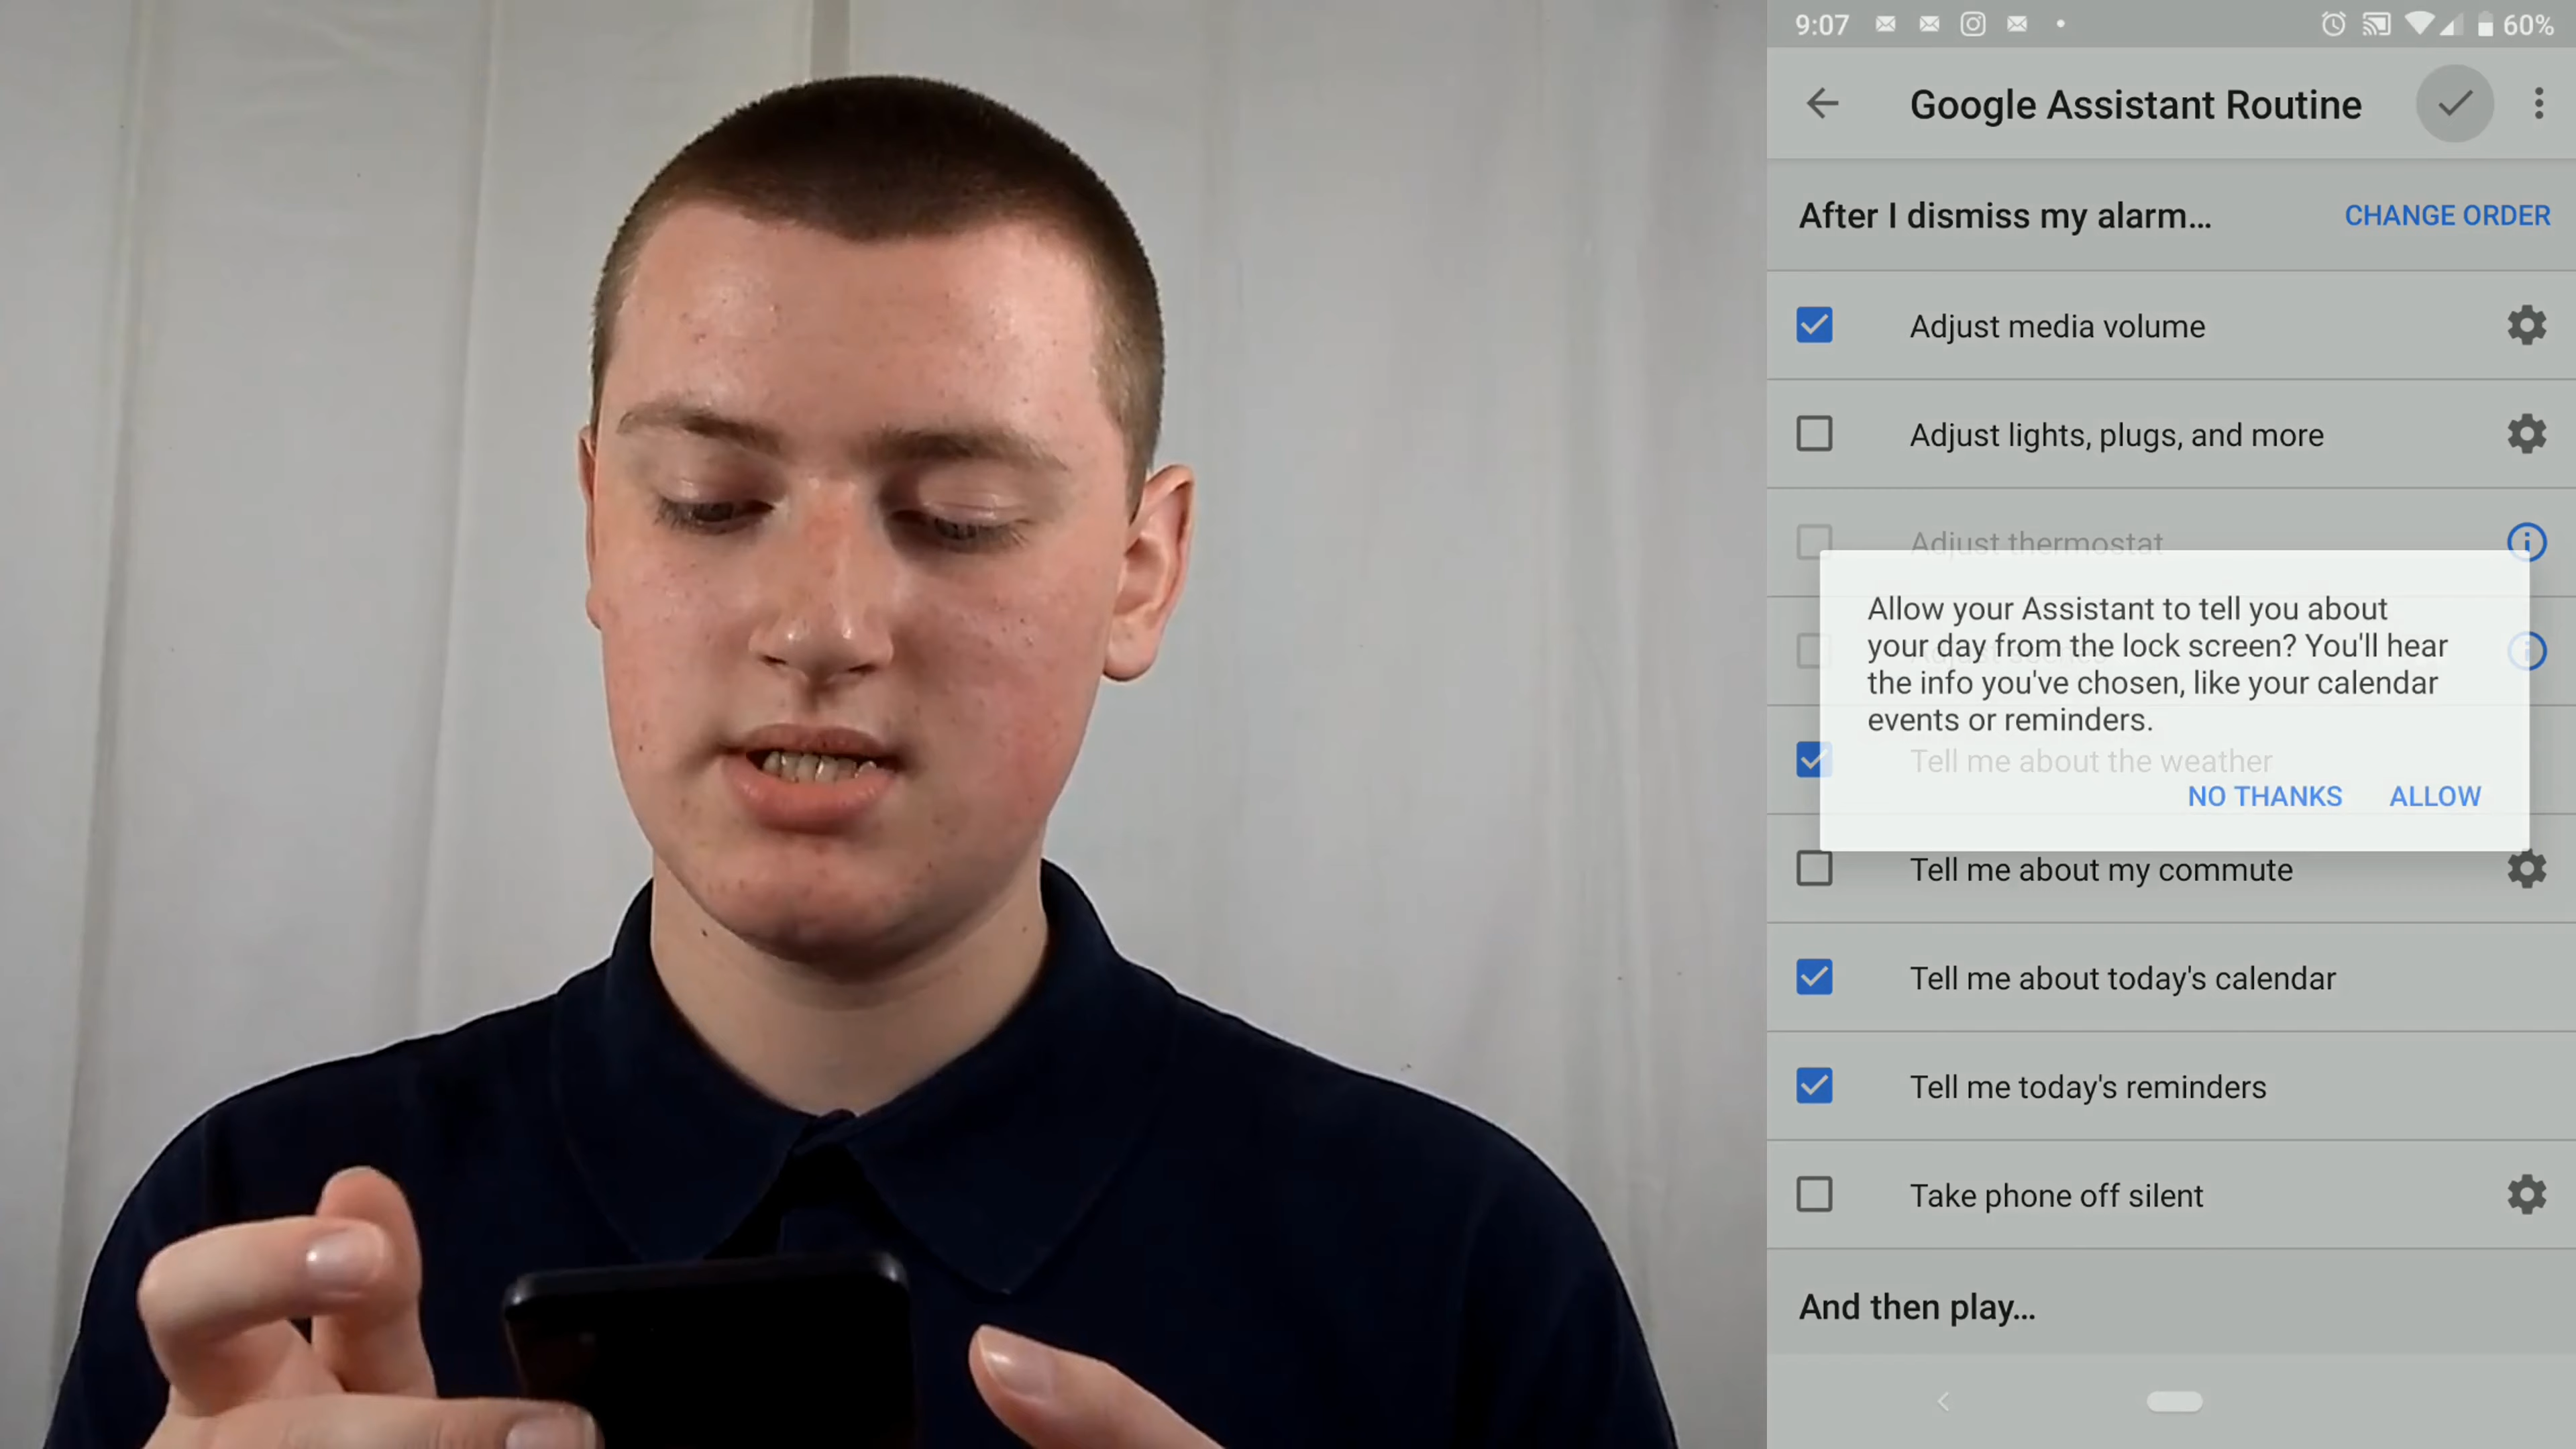 9:07
60%
Google Assistant Routine
After I dismiss my alarm...
CHANGE ORDER
Adjust media volume
Adjust lights, plugs, and more
Adjust thermostat
Allow your Assistant to tell you about
your day from the lock screen? You'll hear
the info you've chosen, like your calendar
events or reminders.
Tell me about the weather
NO THANKS ALLOW
Tell me about my commute
Tell me about today's calendar
Tell me today's reminders
Take phone off silent
And then play...